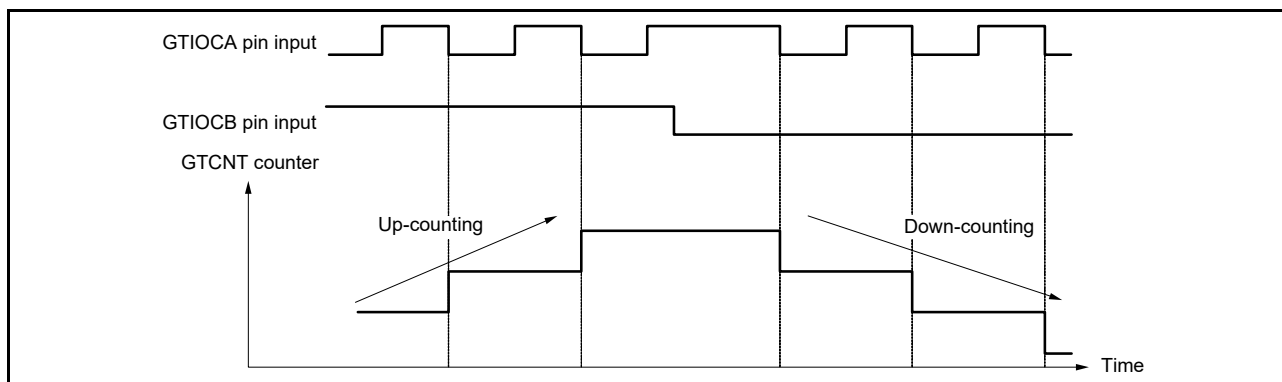 GTIOCA pin input
GTIOCB pin input
GTCNT counter
Up-counting
Down-counting
Time